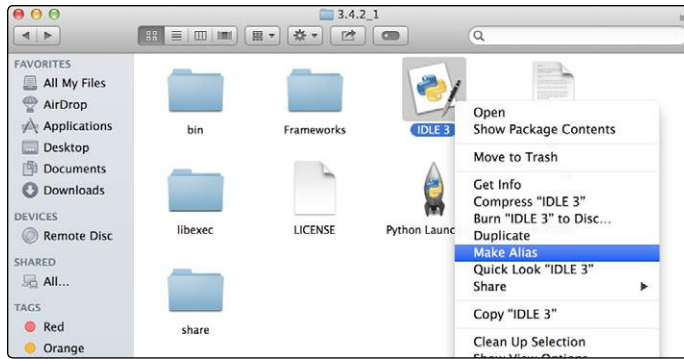 3.4.2_1
FAVORITES
All My Files
AirDrop
Applications
Desktop
Documents
Downloads
DEVICES
Remote Disc
SHARED
All...
TAGS
Red
Orange
bin
Frameworks
IDLE 3
libexec
LICENSE
Python Launc
share
Open
Show Package Contents
Move to Trash
Get Info
Compress "IDLE 3"
Burn "IDLE 3" to Disc...
Duplicate
Make Alias
Quick Look "IDLE 3"
Share
Copy "IDLE 3"
Clean Up Selection
Show View Options